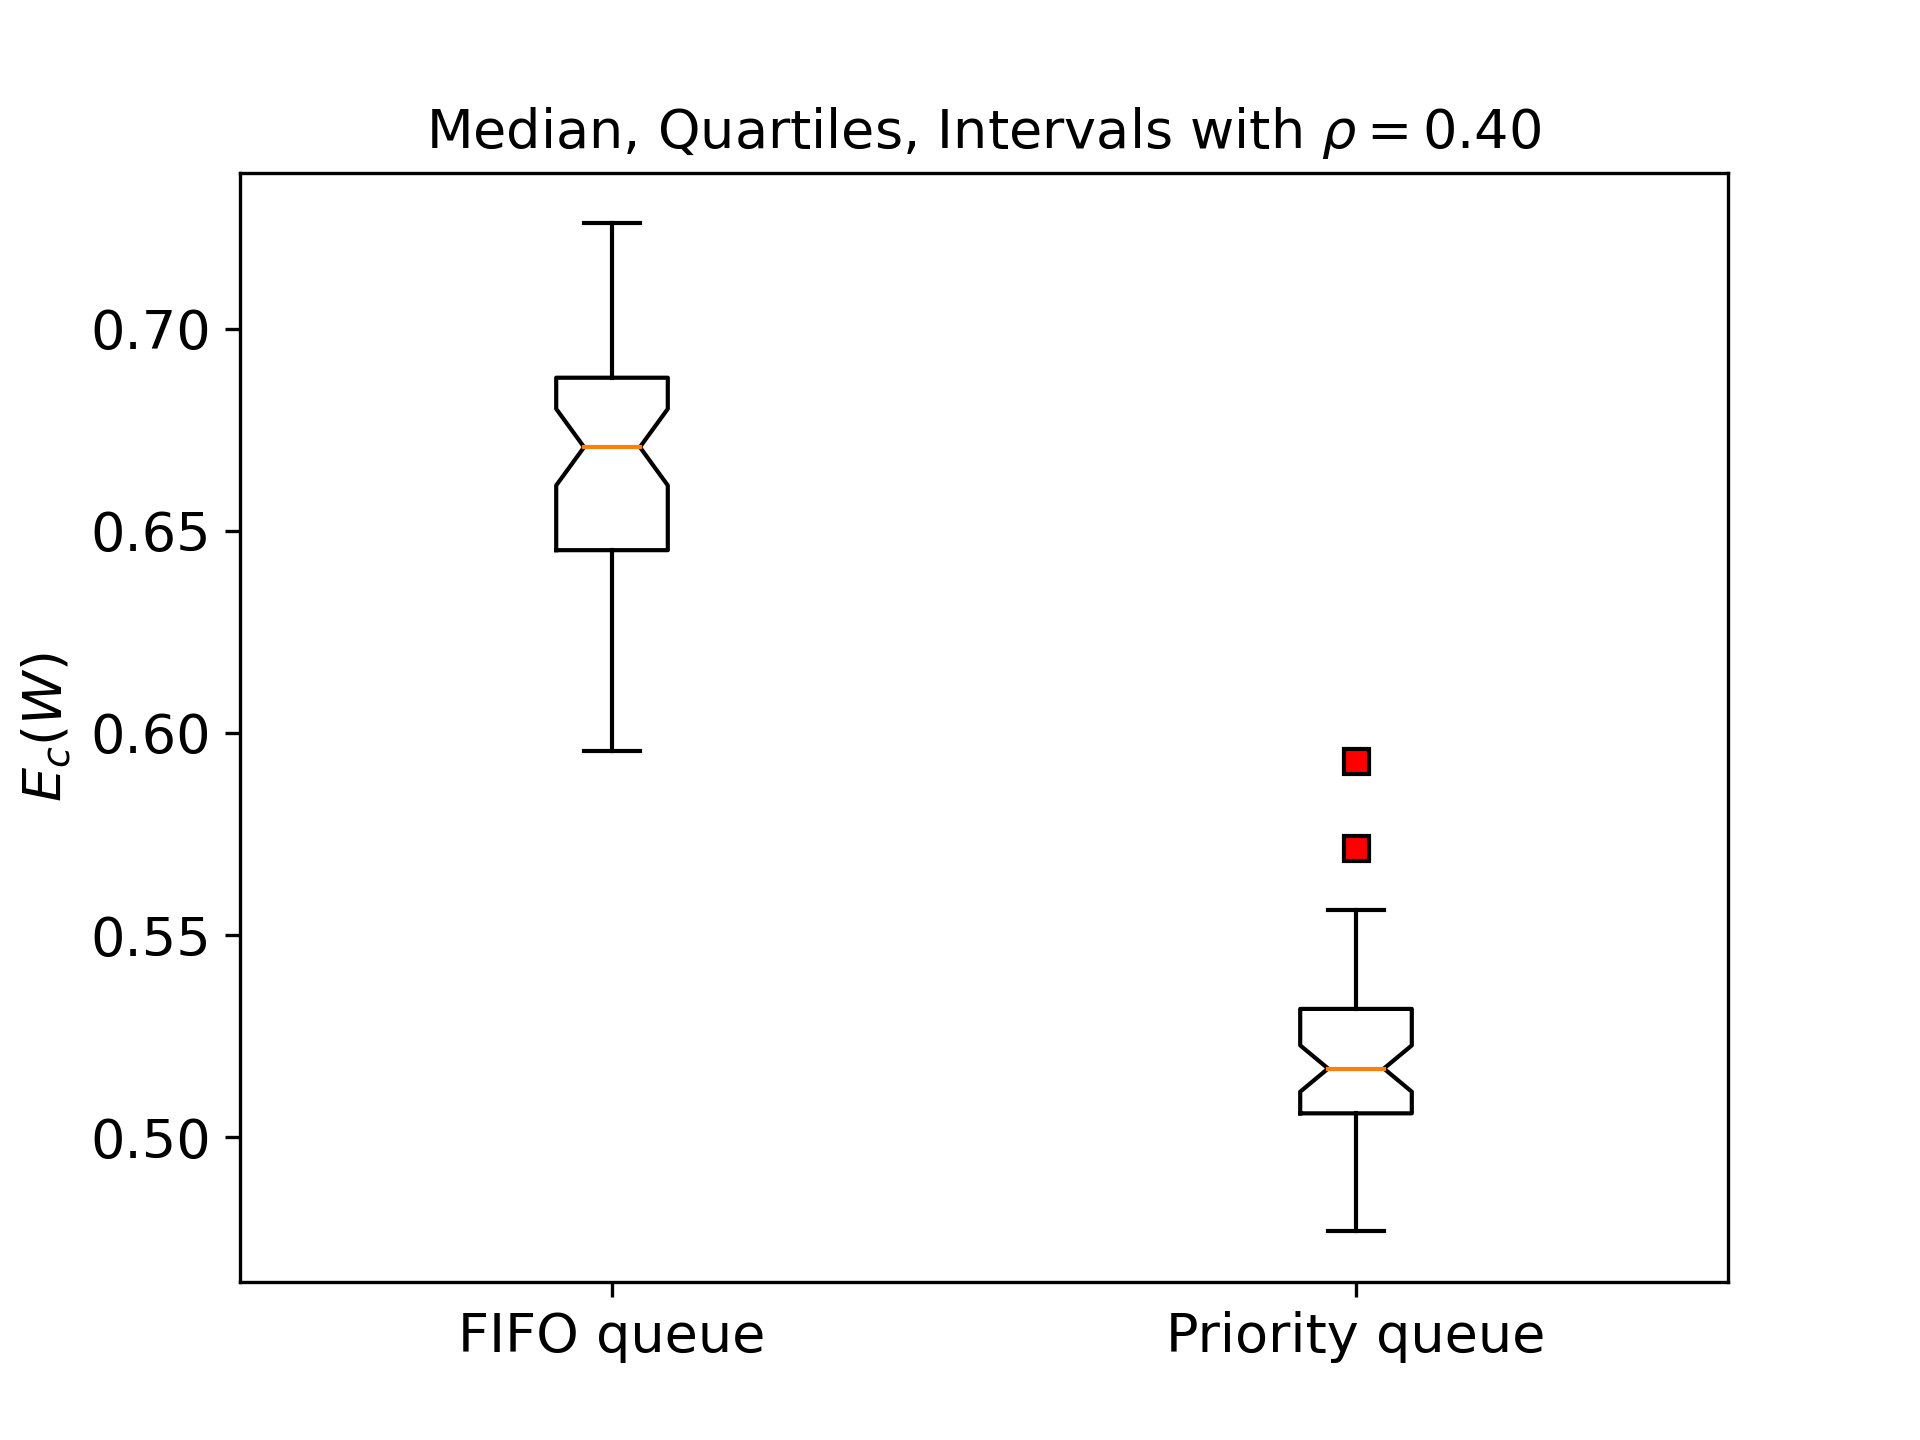 Median, Quartiles, Intervals with ρ = 0.40
E_c(W)
0.70
0.65
0.60
0.55
0.50
FIFO queue
Priority queue